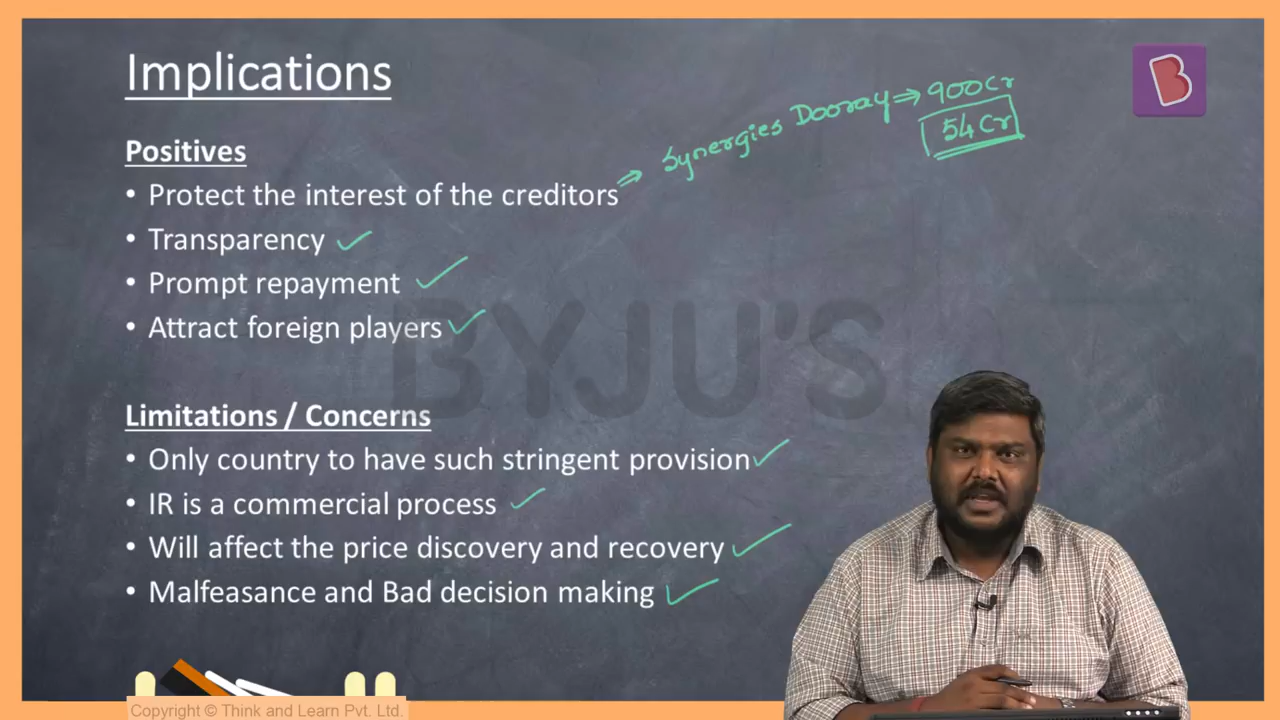 Implications
Positives
• Protect the interest of the creditors
⇒ Synergies Dooray ⇒ 900Cr
54 Cr
• Transparency
• Prompt repayment
• Attract foreign players
BYJU'S
Limitations / Concerns
• Only country to have such stringent provision
• IR is a commercial process
• Will affect the price discovery and recovery
• Malfeasance and Bad decision making
B
Copyright © Think and Learn Pvt. Ltd.